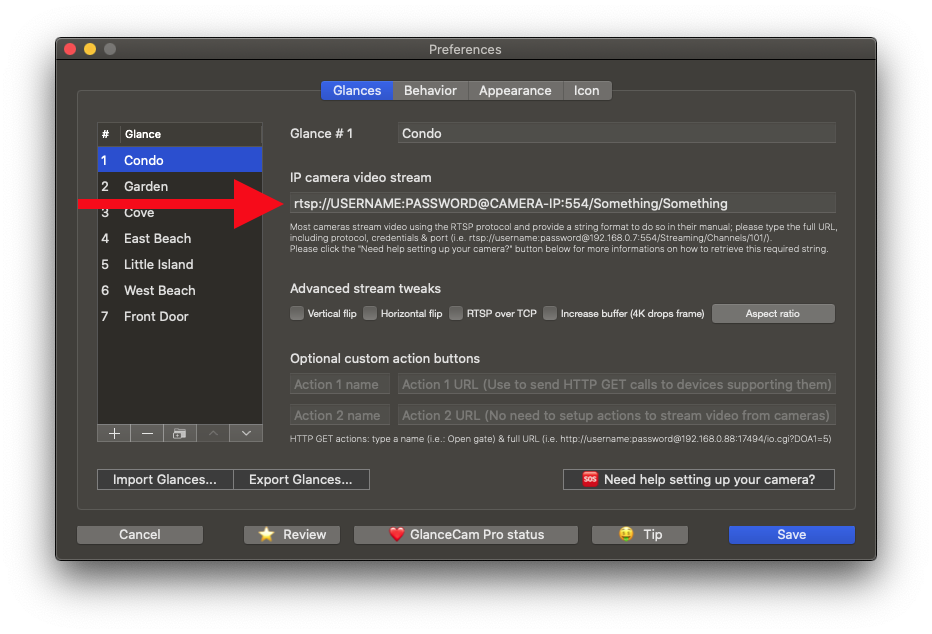 Preferences
Glances Behavior Appearance Icon
# Glance
1 Condo
2 Garden
3 Cove
4 East Beach
5 Little Island
6 West Beach
7 Front Door
Glance # 1 Condo
IP camera video stream
rtsp://USERNAME:PASSWORD@CAMERA-IP:554/Something/Something
Most cameras stream video using the RTSP protocol and provide a string format to do so in their manual; please type the full URL,
including protocol, credentials & port (i.e. rtsp://username:password@192.168.0.7:554/Streaming/Channels/101/).
Please click the "Need help setting up your camera?" button below for more informations on how to retrieve this required string.
Advanced stream tweaks
Vertical flip Horizontal flip RTSP over TCP Increase buffer (4K drops frame) Aspect ratio
Optional custom action buttons
Action 1 name Action 1 URL (Use to send HTTP GET calls to devices supporting them)
Action 2 name Action 2 URL (No need to setup actions to stream video from cameras)
HTTP GET actions: type a name (i.e.: Open gate) & full URL (i.e. http://username:password@192.168.0.88:17494/io.cgi?DOA1=5)
Import Glances... Export Glances... 🆘 Need help setting up your camera?
Cancel ⭐ Review ❤️ GlanceCam Pro status 🤑 Tip Save